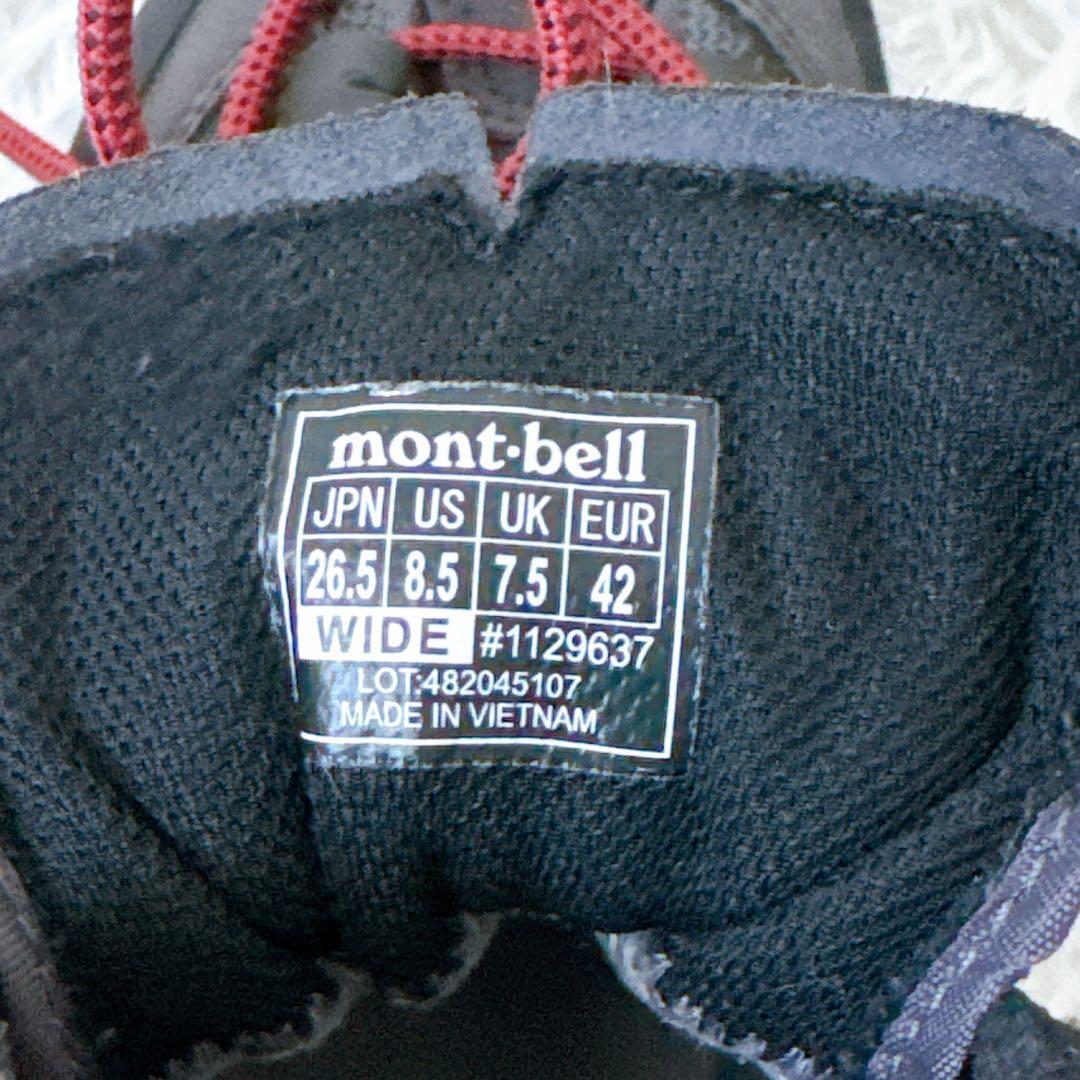 mont·bell
JPN US UK EUR
26.5 8.5 7.5 42
WIDE #1129637
LOT:482045107
MADE IN VIETNAM